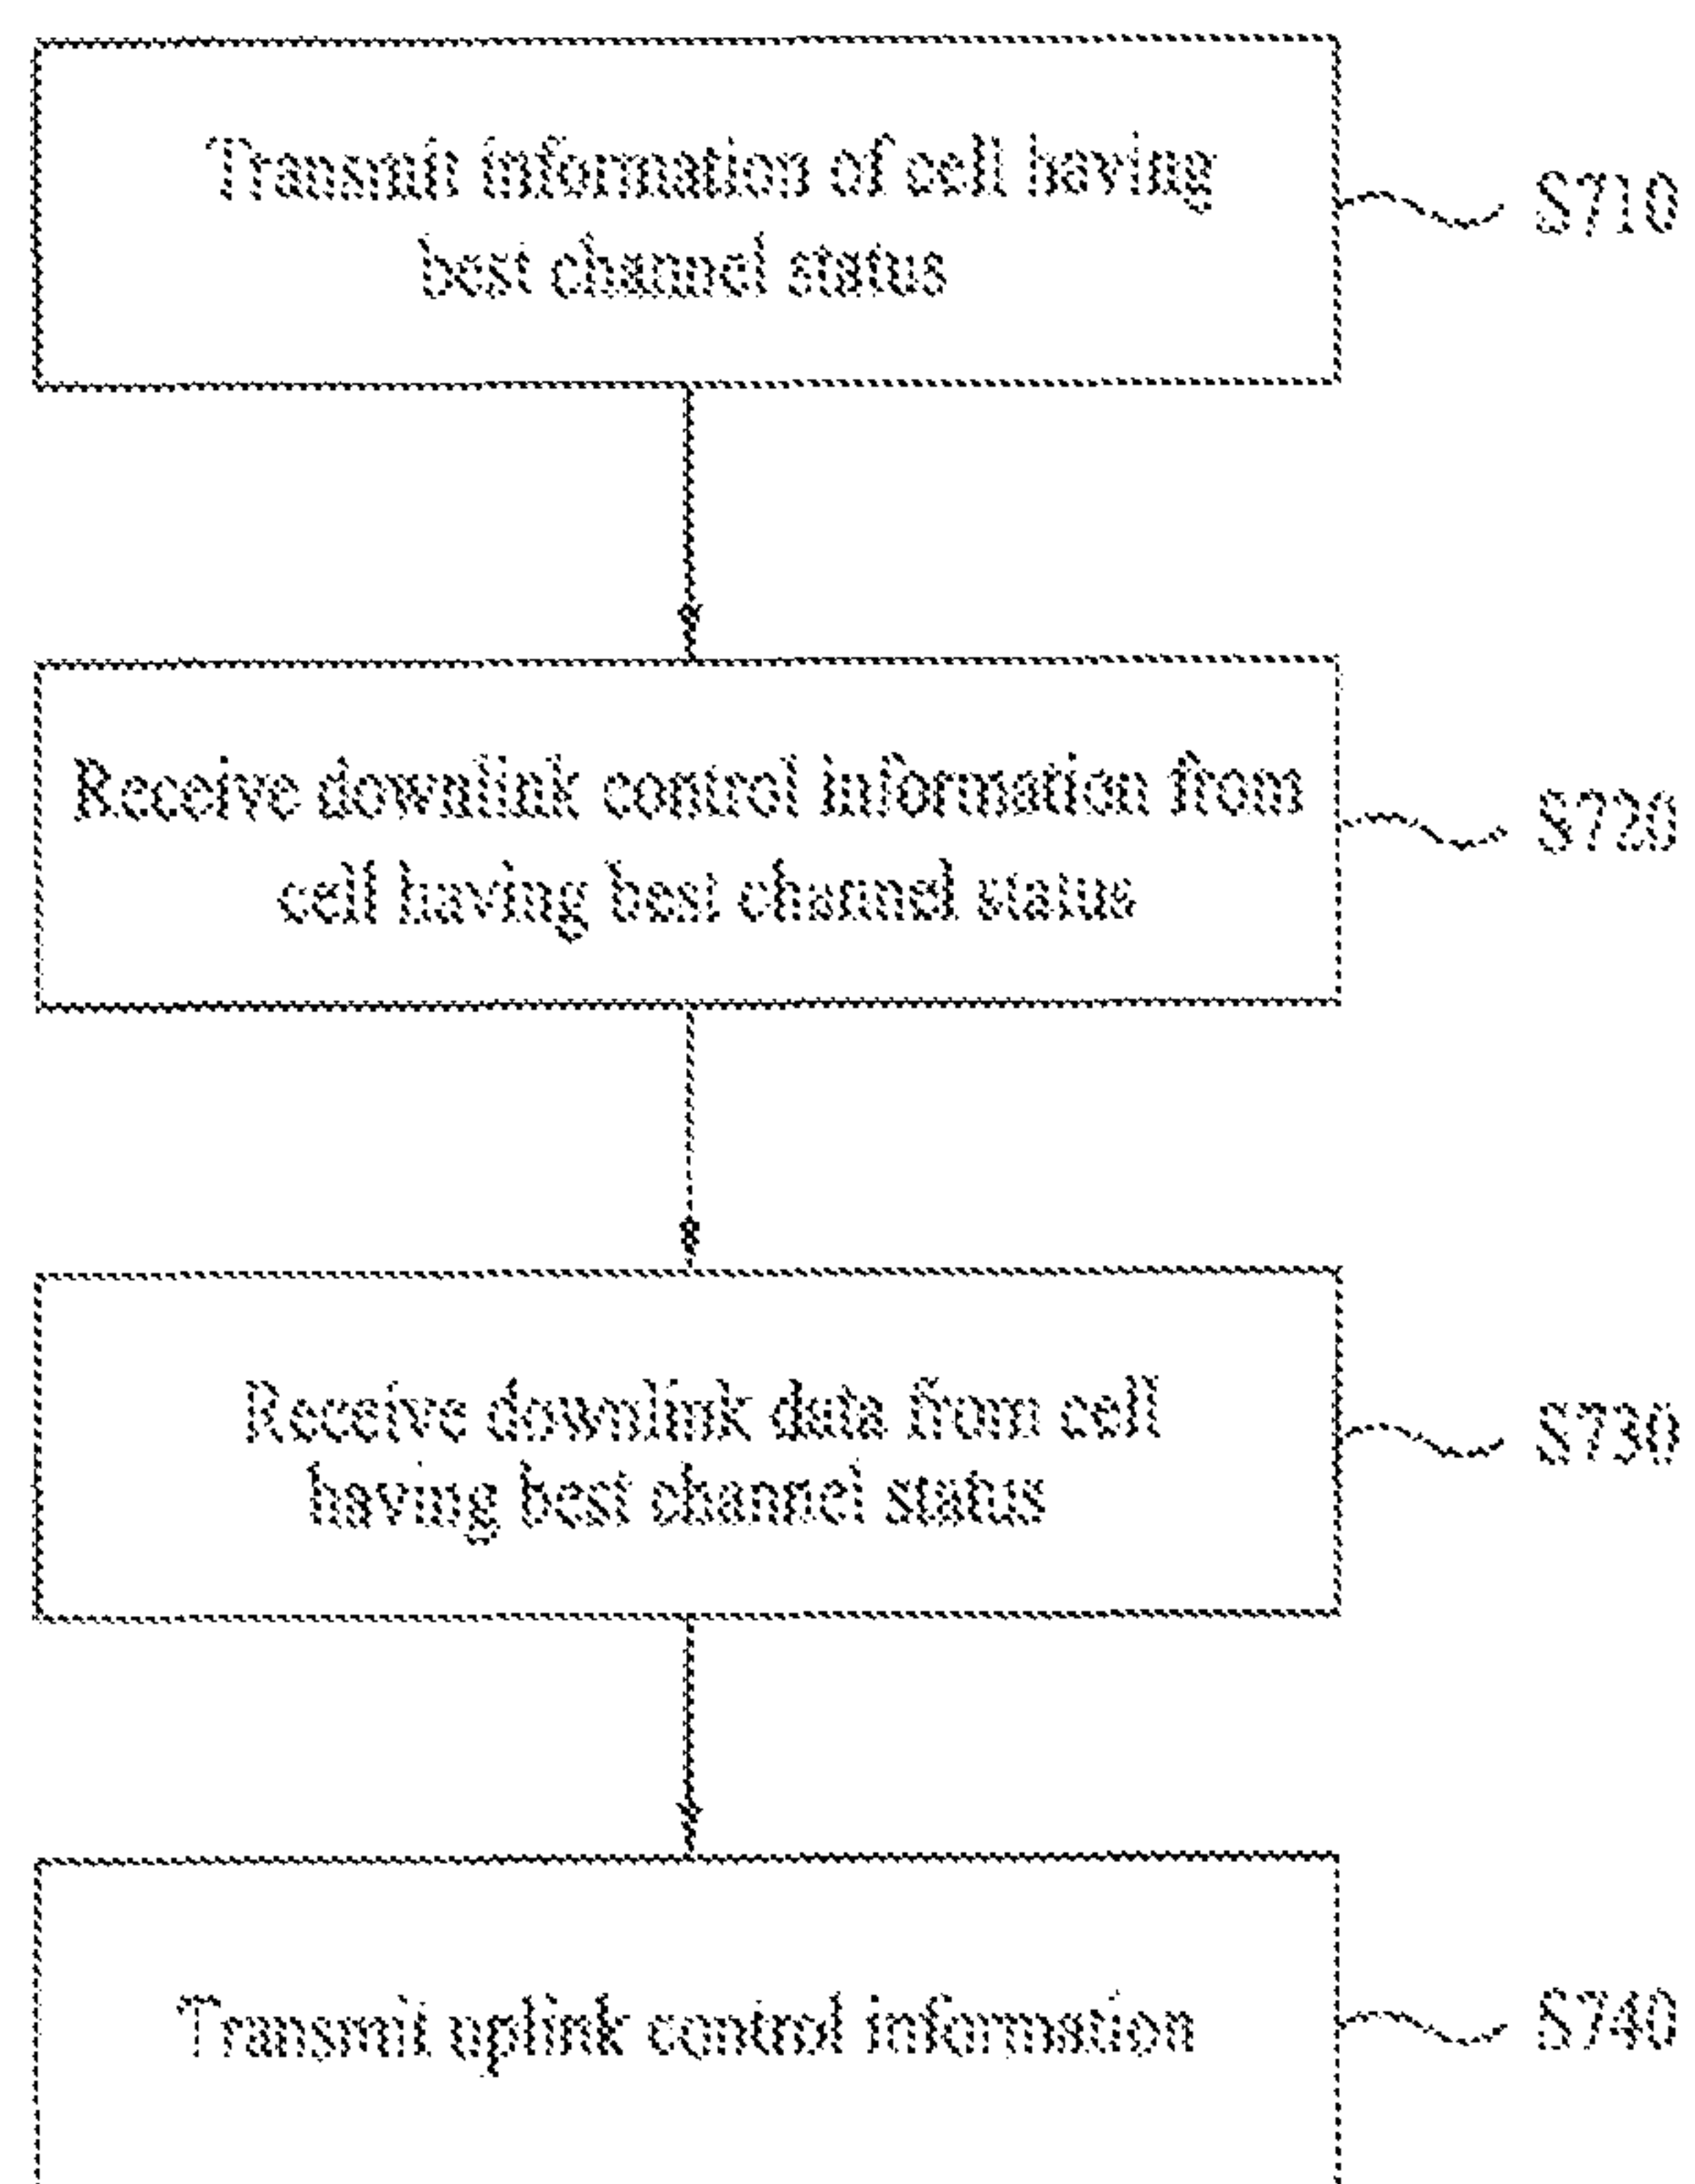 Transmit information of cell having
best channel status
S710
Receive downlink control information from
cell having best channel status
S720
Receive downlink data from cell
having best channel status
S730
Transmit uplink control information
S740